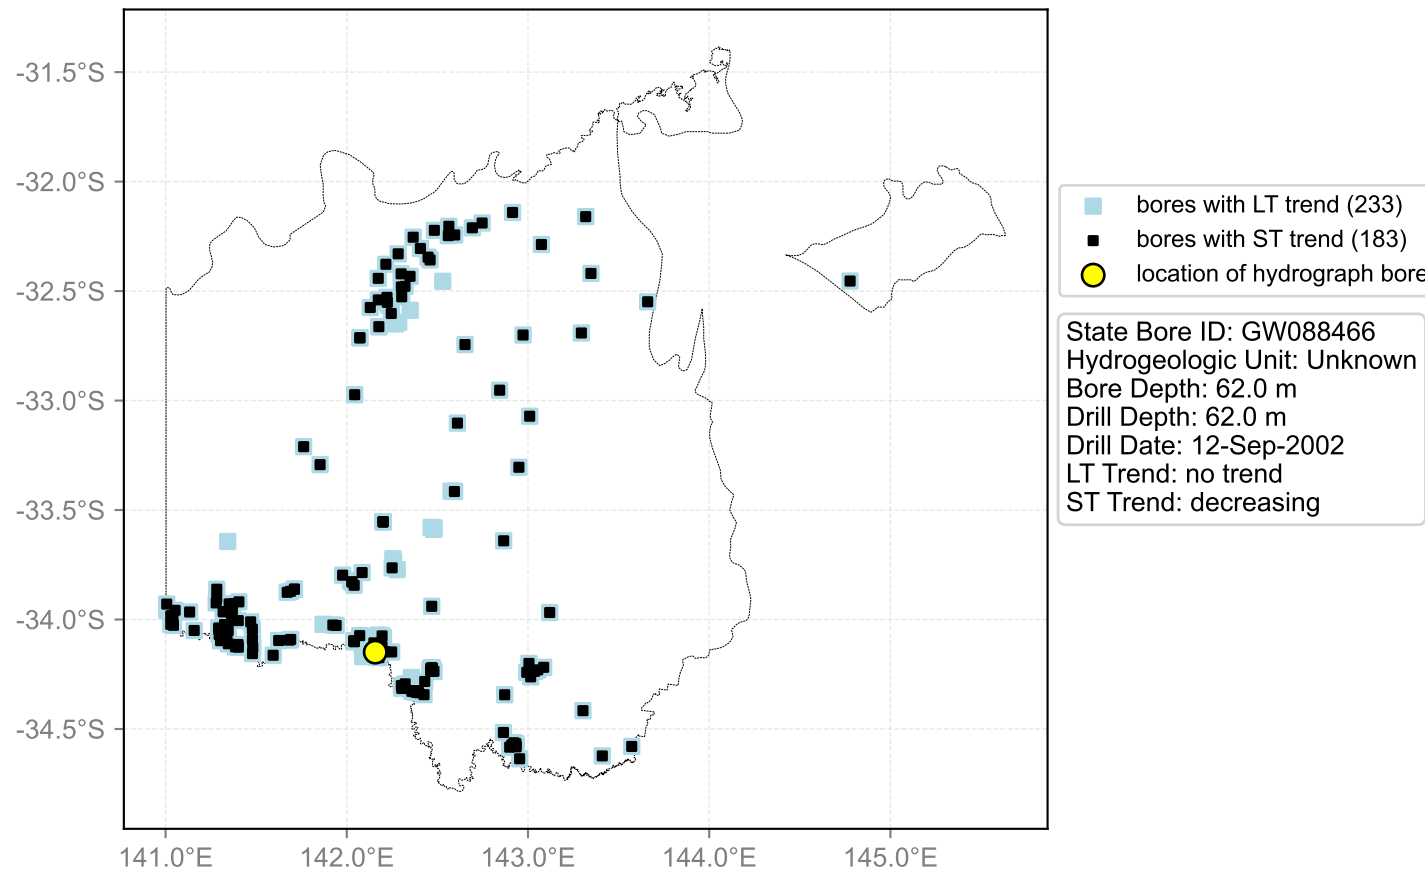 -31.5°S
-32.0°S
-32.5°S
-33.0°S
-33.5°S
-34.0°S
-34.5°S
141.0°E
142.0°E
143.0°E
144.0°E
145.0°E
bores with LT trend (233)
bores with ST trend (183)
location of hydrograph bore
State Bore ID: GW088466
Hydrogeologic Unit: Unknown
Bore Depth: 62.0 m
Drill Depth: 62.0 m
Drill Date: 12-Sep-2002
LT Trend: no trend
ST Trend: decreasing